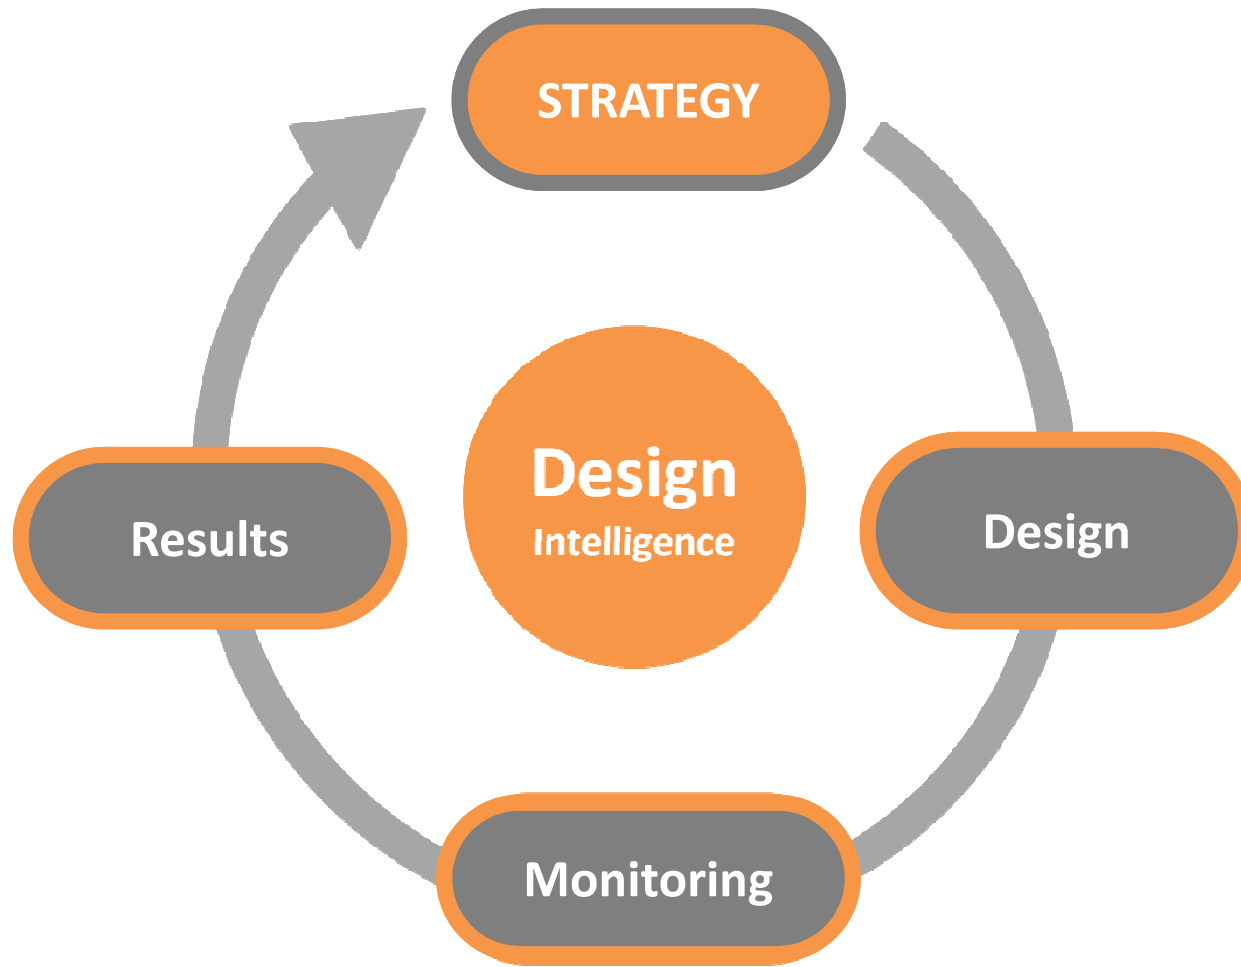 STRATEGY
Design
Intelligence
Results
Design
Monitoring